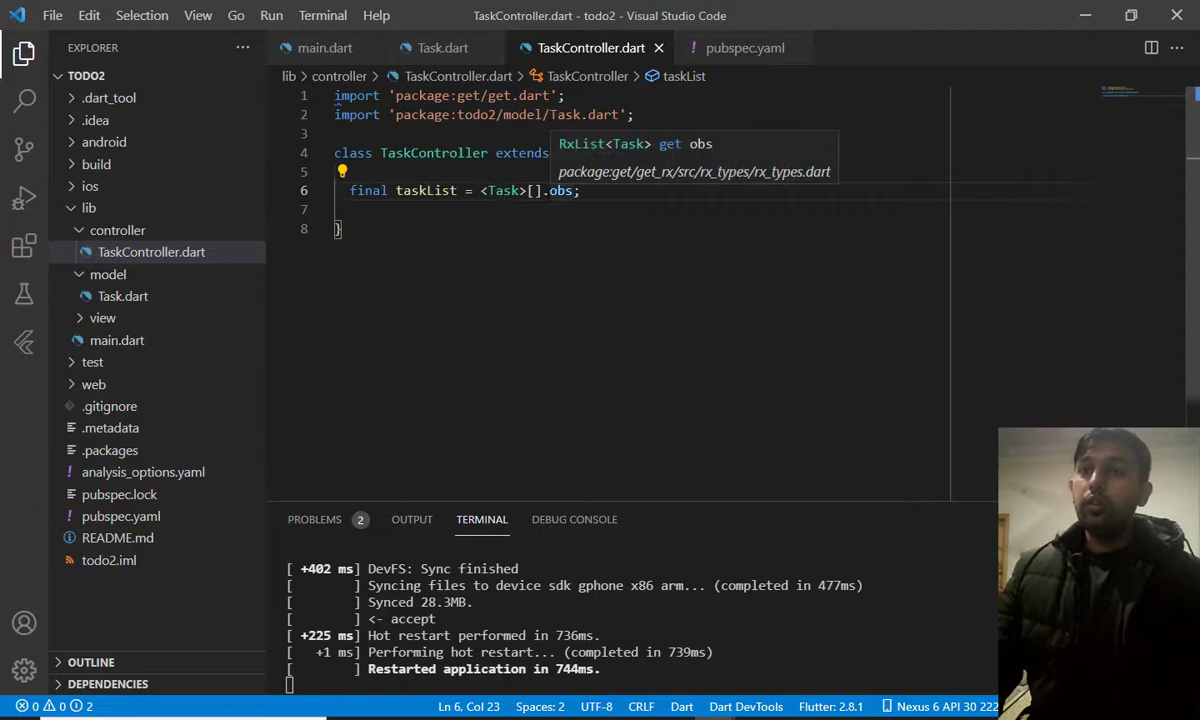 File Edit Selection View Go Run Terminal Help
TaskController.dart - todo2 - Visual Studio Code
EXPLORER
TODO2
.dart_tool
.idea
android
build
ios
lib
controller
TaskController.dart
model
Task.dart
view
main.dart
test
web
.gitignore
.metadata
.packages
analysis_options.yaml
pubspec.lock
pubspec.yaml
README.md
todo2.iml
OUTLINE
DEPENDENCIES
main.dart Task.dart TaskController.dart pubspec.yaml
lib > controller > TaskController.dart > TaskController > taskList
1 import 'package:get/get.dart';
2 import 'package:todo2/model/Task.dart';
3
4 class TaskController extends
5
6 final taskList = <Task>[].obs;
7
8 }
RxList<Task> get obs
package:get/get_rx/src/rx_types/rx_types.dart
PROBLEMS 2 OUTPUT TERMINAL DEBUG CONSOLE
[ +402 ms] DevFS: Sync finished
[ ] Syncing files to device sdk gphone x86 arm... (completed in 477ms)
[ ] Synced 28.3MB.
[ ] <- accept
[ +225 ms] Hot restart performed in 736ms.
[ +1 ms] Performing hot restart... (completed in 739ms)
[ ] Restarted application in 744ms.
0 0 2 Ln 6, Col 23 Spaces: 2 UTF-8 CRLF Dart Dart DevTools Flutter: 2.8.1 Nexus 6 API 30 222